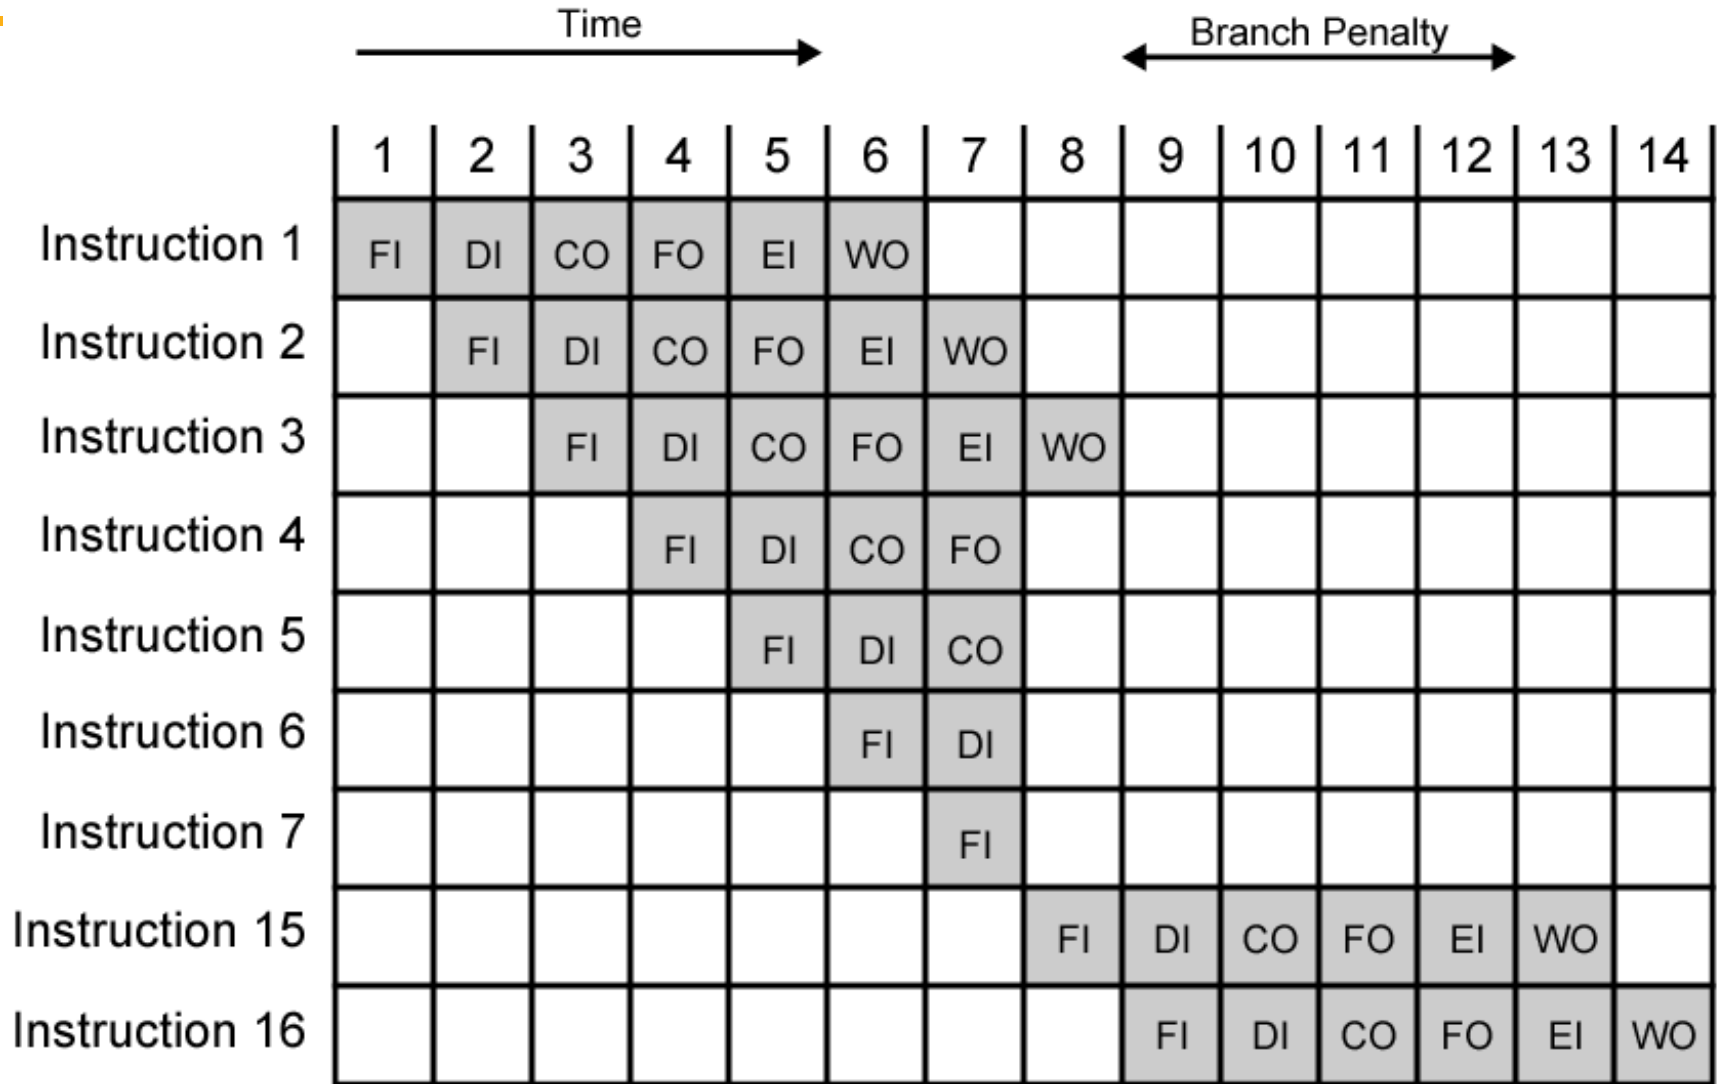 Time Branch Penalty
1 2 3 4 5 6 7 8 9 10 11 12 13 14
Instruction 1 FI DI CO FO EI WO
Instruction 2 FI DI CO FO EI WO
Instruction 3 FI DI CO FO EI WO
Instruction 4 FI DI CO FO
Instruction 5 FI DI CO
Instruction 6 FI DI
Instruction 7 FI
Instruction 15 FI DI CO FO EI WO
Instruction 16 FI DI CO FO EI WO